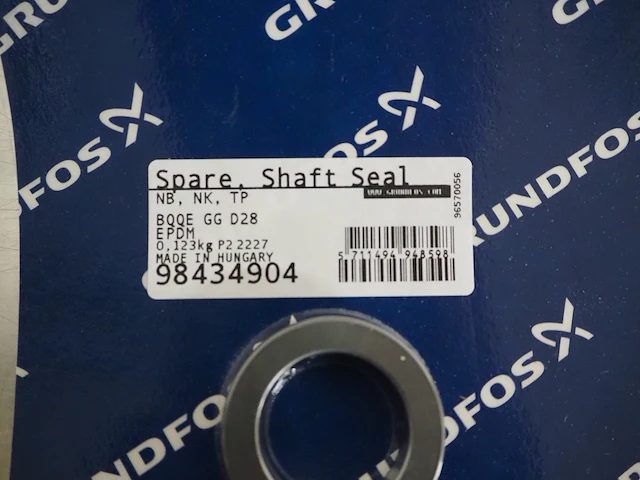 GRUNDFOS
GRUNDFOS
GRUNDFOS
GRUNDFOS
GRUNDFOS
Spare, Shaft Seal
NB, NK, TP
BQQE GG D28
EPDM
0,123kg P2 2227
MADE IN HUNGARY
98434904
96570056
5 711494 948598